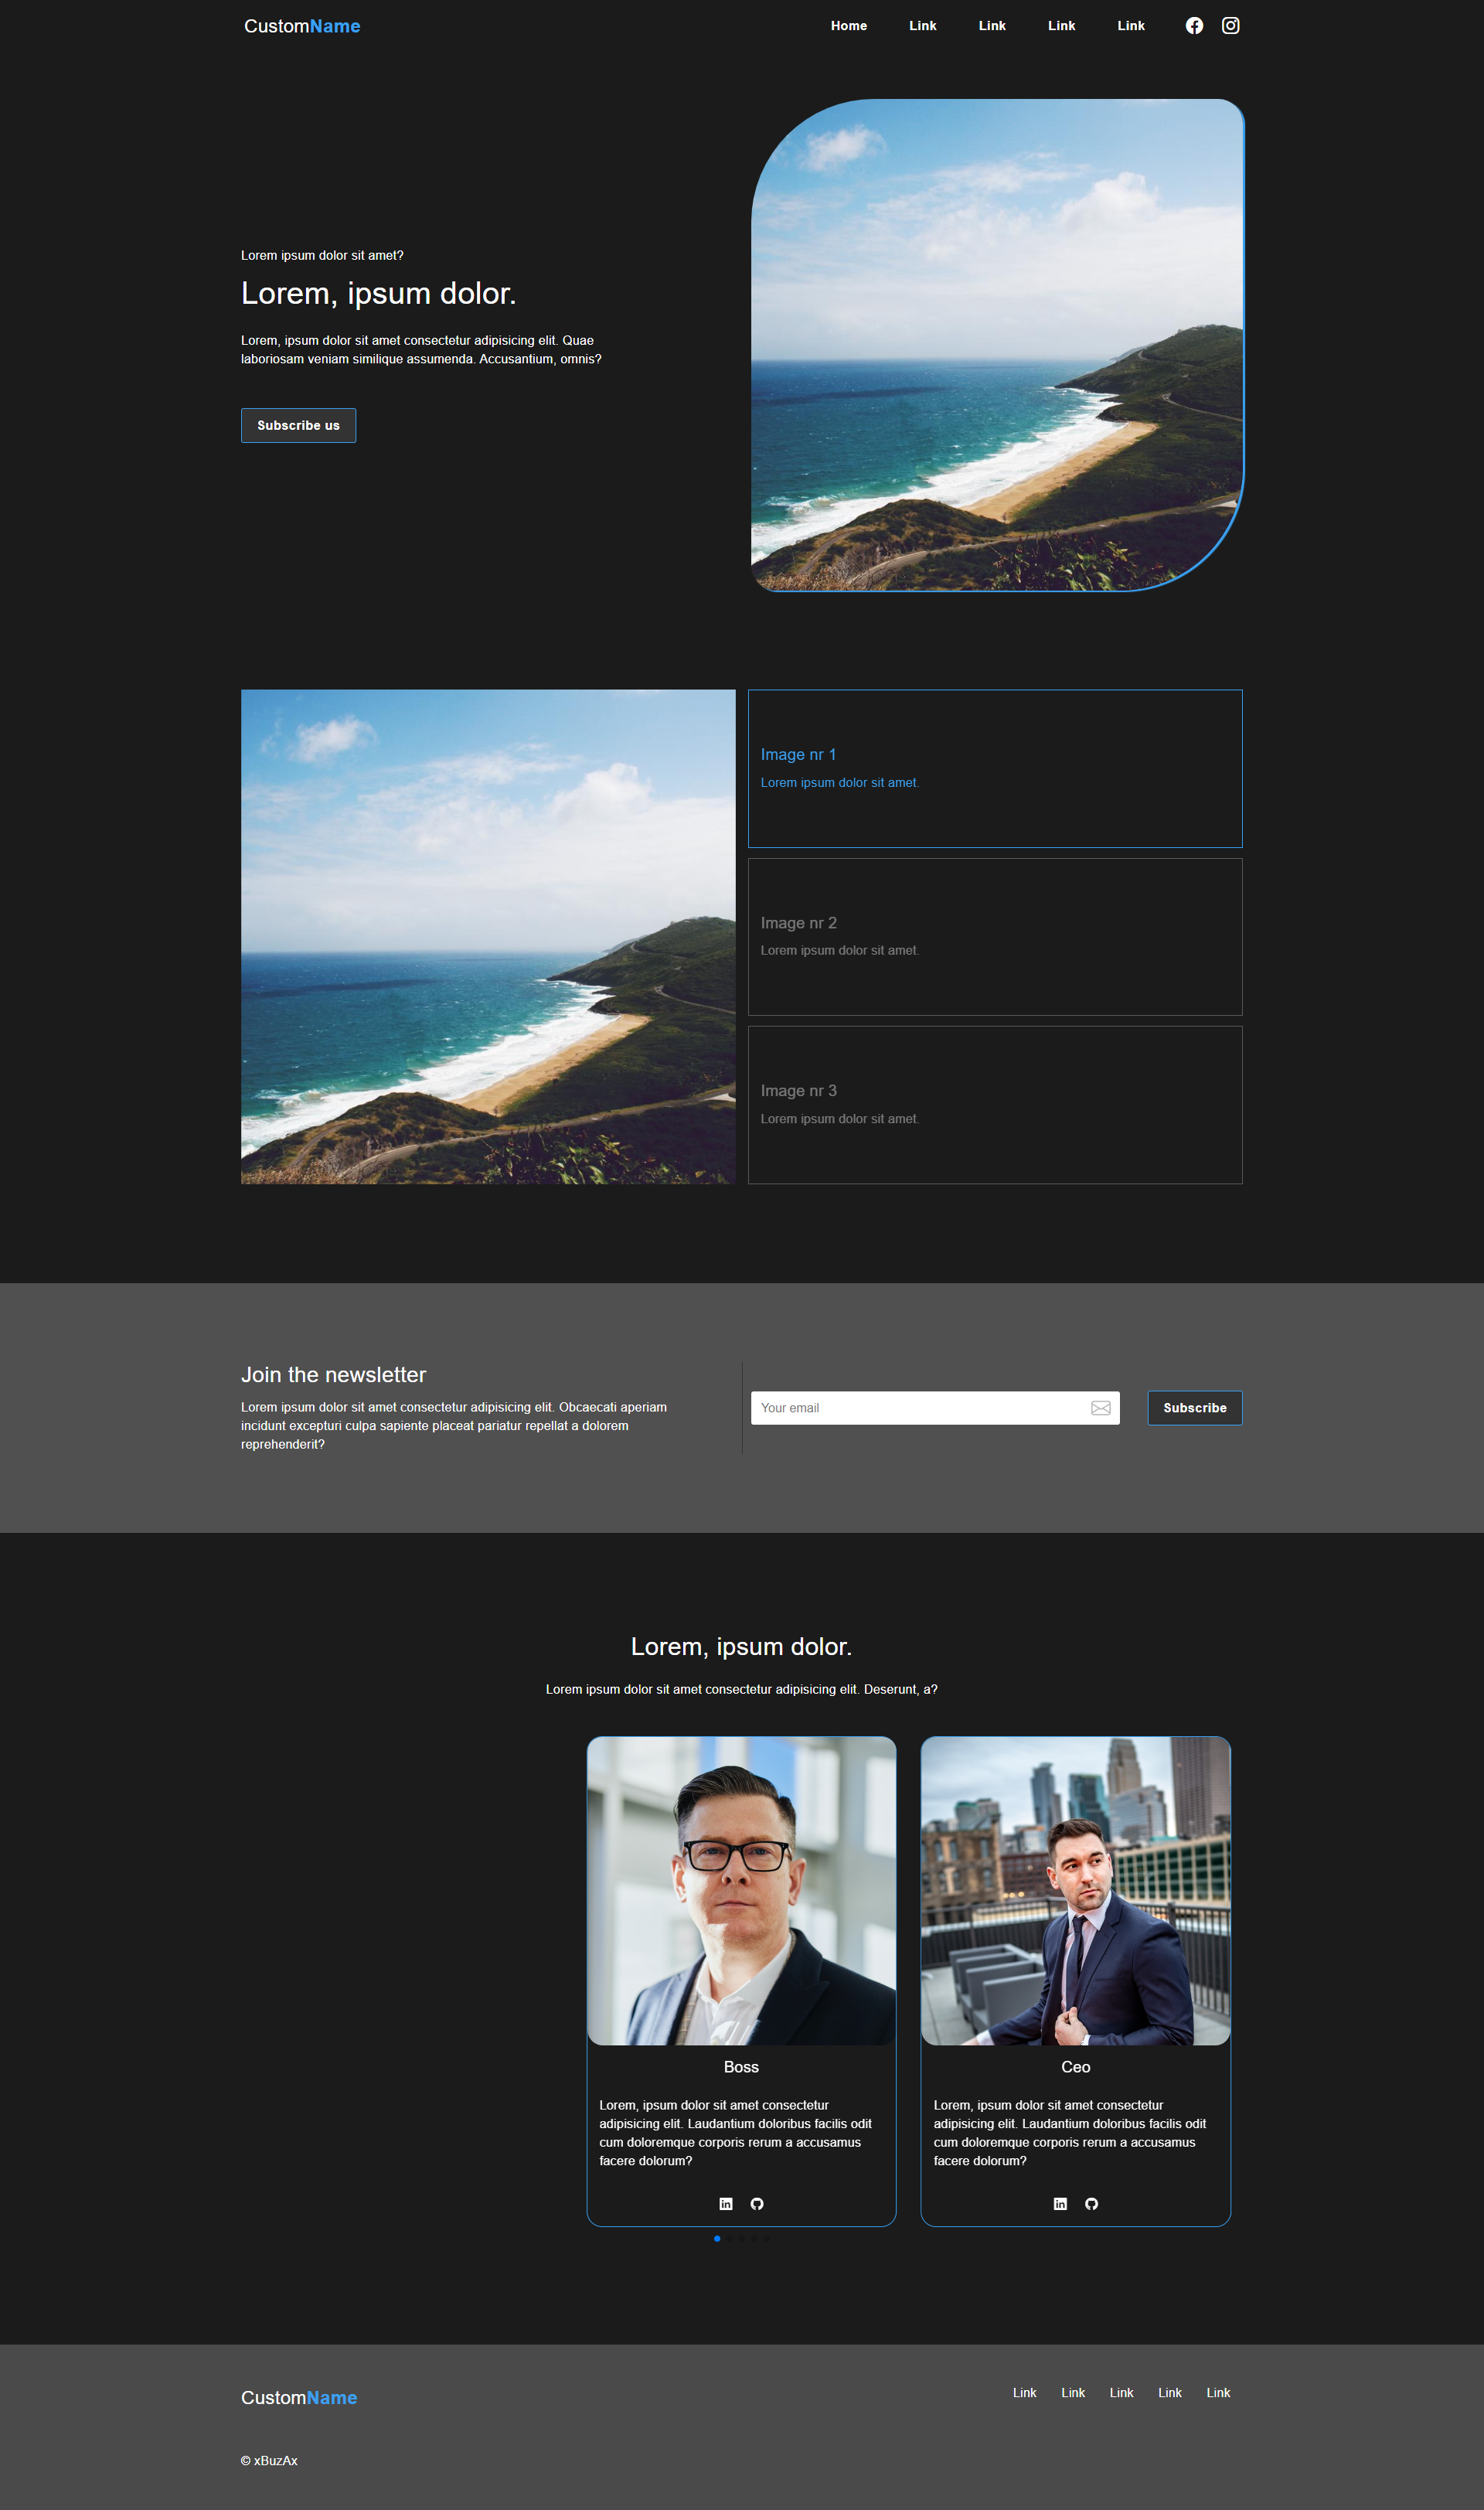 CustomName
Home
Link
Link
Link
Link
Lorem ipsum dolor sit amet?
Lorem, ipsum dolor.
Lorem, ipsum dolor sit amet consectetur adipisicing elit. Quae
laboriosam veniam similique assumenda. Accusantium, omnis?
Subscribe us
Image nr 1
Lorem ipsum dolor sit amet.
Image nr 2
Lorem ipsum dolor sit amet.
Image nr 3
Lorem ipsum dolor sit amet.
Join the newsletter
Lorem ipsum dolor sit amet consectetur adipisicing elit. Obcaecati aperiam
incidunt excepturi culpa sapiente placeat pariatur repellat a dolorem
reprehenderit?
Your email
Subscribe
Lorem, ipsum dolor.
Lorem ipsum dolor sit amet consectetur adipisicing elit. Deserunt, a?
Boss
Lorem, ipsum dolor sit amet consectetur
adipisicing elit. Laudantium doloribus facilis odit
cum doloremque corporis rerum a accusamus
facere dolorum?
Ceo
Lorem, ipsum dolor sit amet consectetur
adipisicing elit. Laudantium doloribus facilis odit
cum doloremque corporis rerum a accusamus
facere dolorum?
CustomName
Link
Link
Link
Link
Link
© xBuzAx